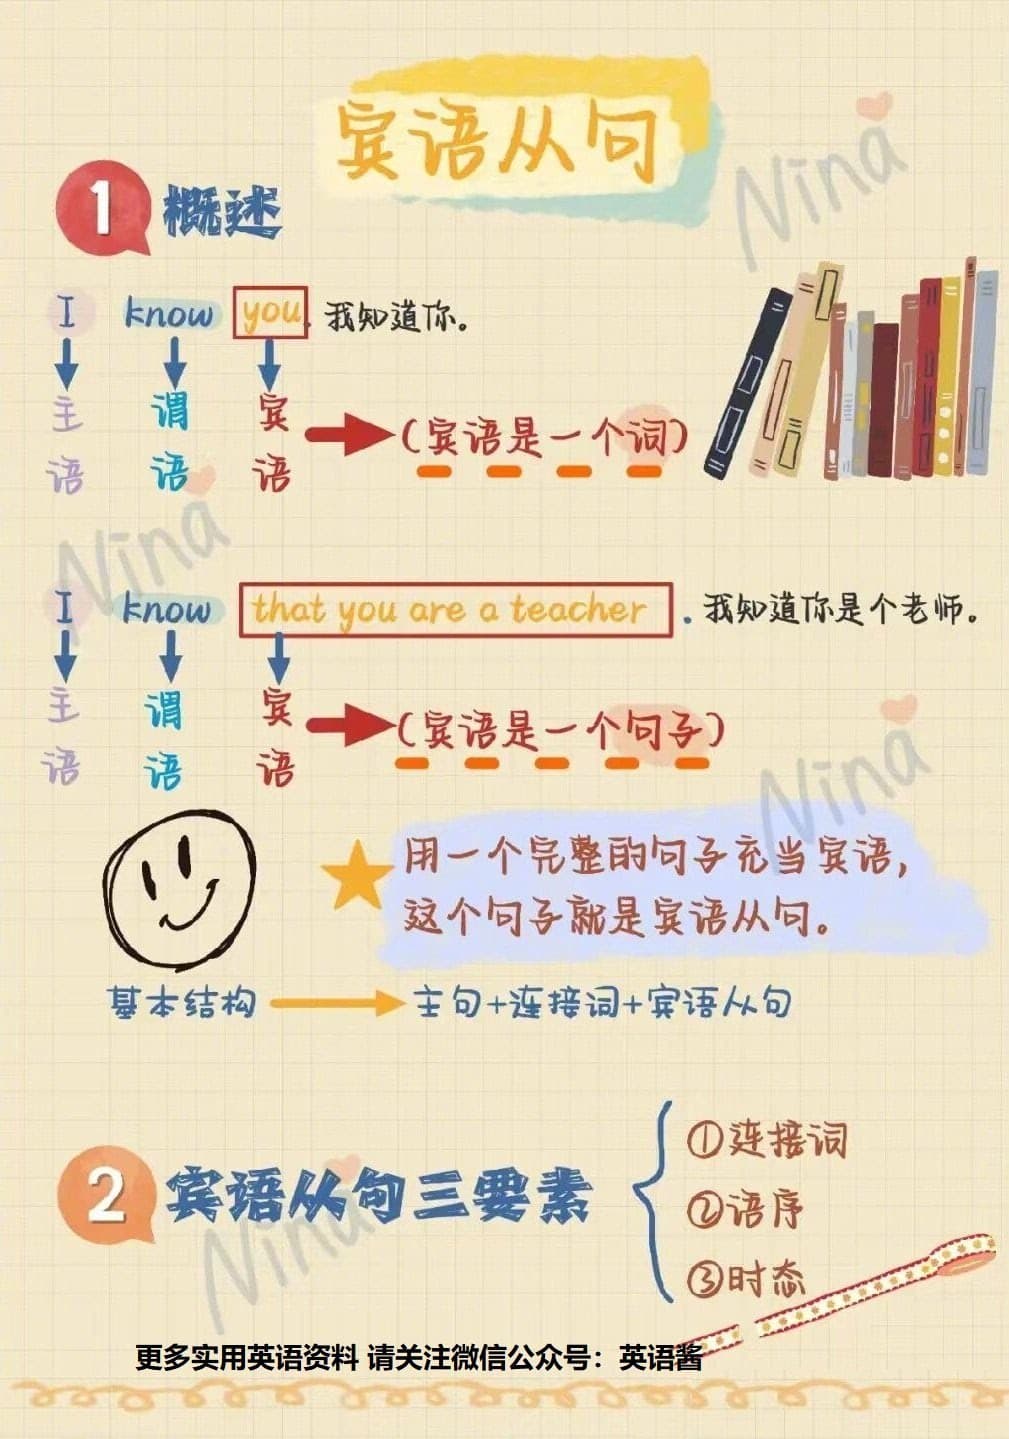 宾语从句
1 概述
I know you. 我知道你。
主语 谓语 宾语 (宾语是一个词)
I know that you are a teacher. 我知道你是个老师。
主语 谓语 宾语 (宾语是一个句子)
用一个完整的句子充当宾语，
这个句子就是宾语从句。
基本结构 主句+连接词+宾语从句
2 宾语从句三要素
①连接词
②语序
③时态
更多实用英语资料 请关注微信公众号：英语酱
Nina
Nina
Nina
Nina